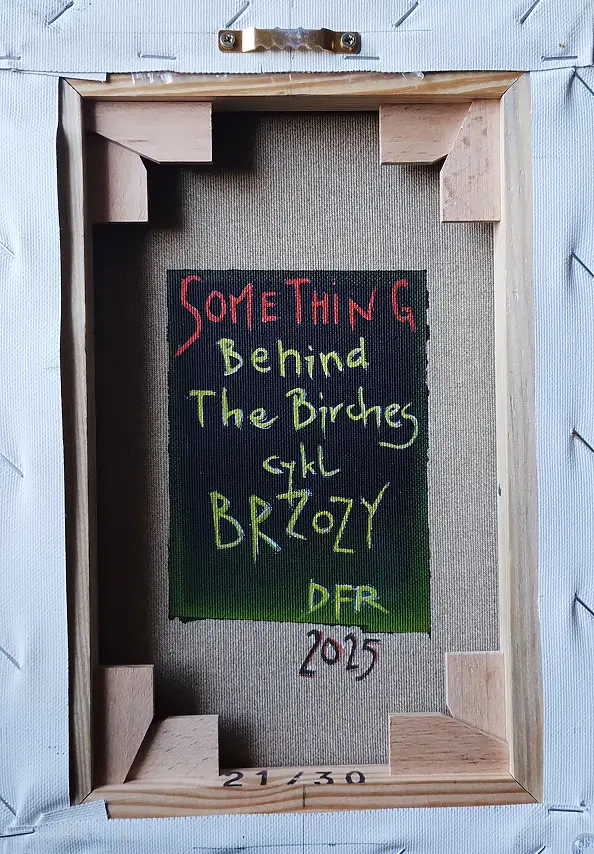 SOMETHING
Behind
The Birches
cykl
BRZOZY
DFR
2025
21/30